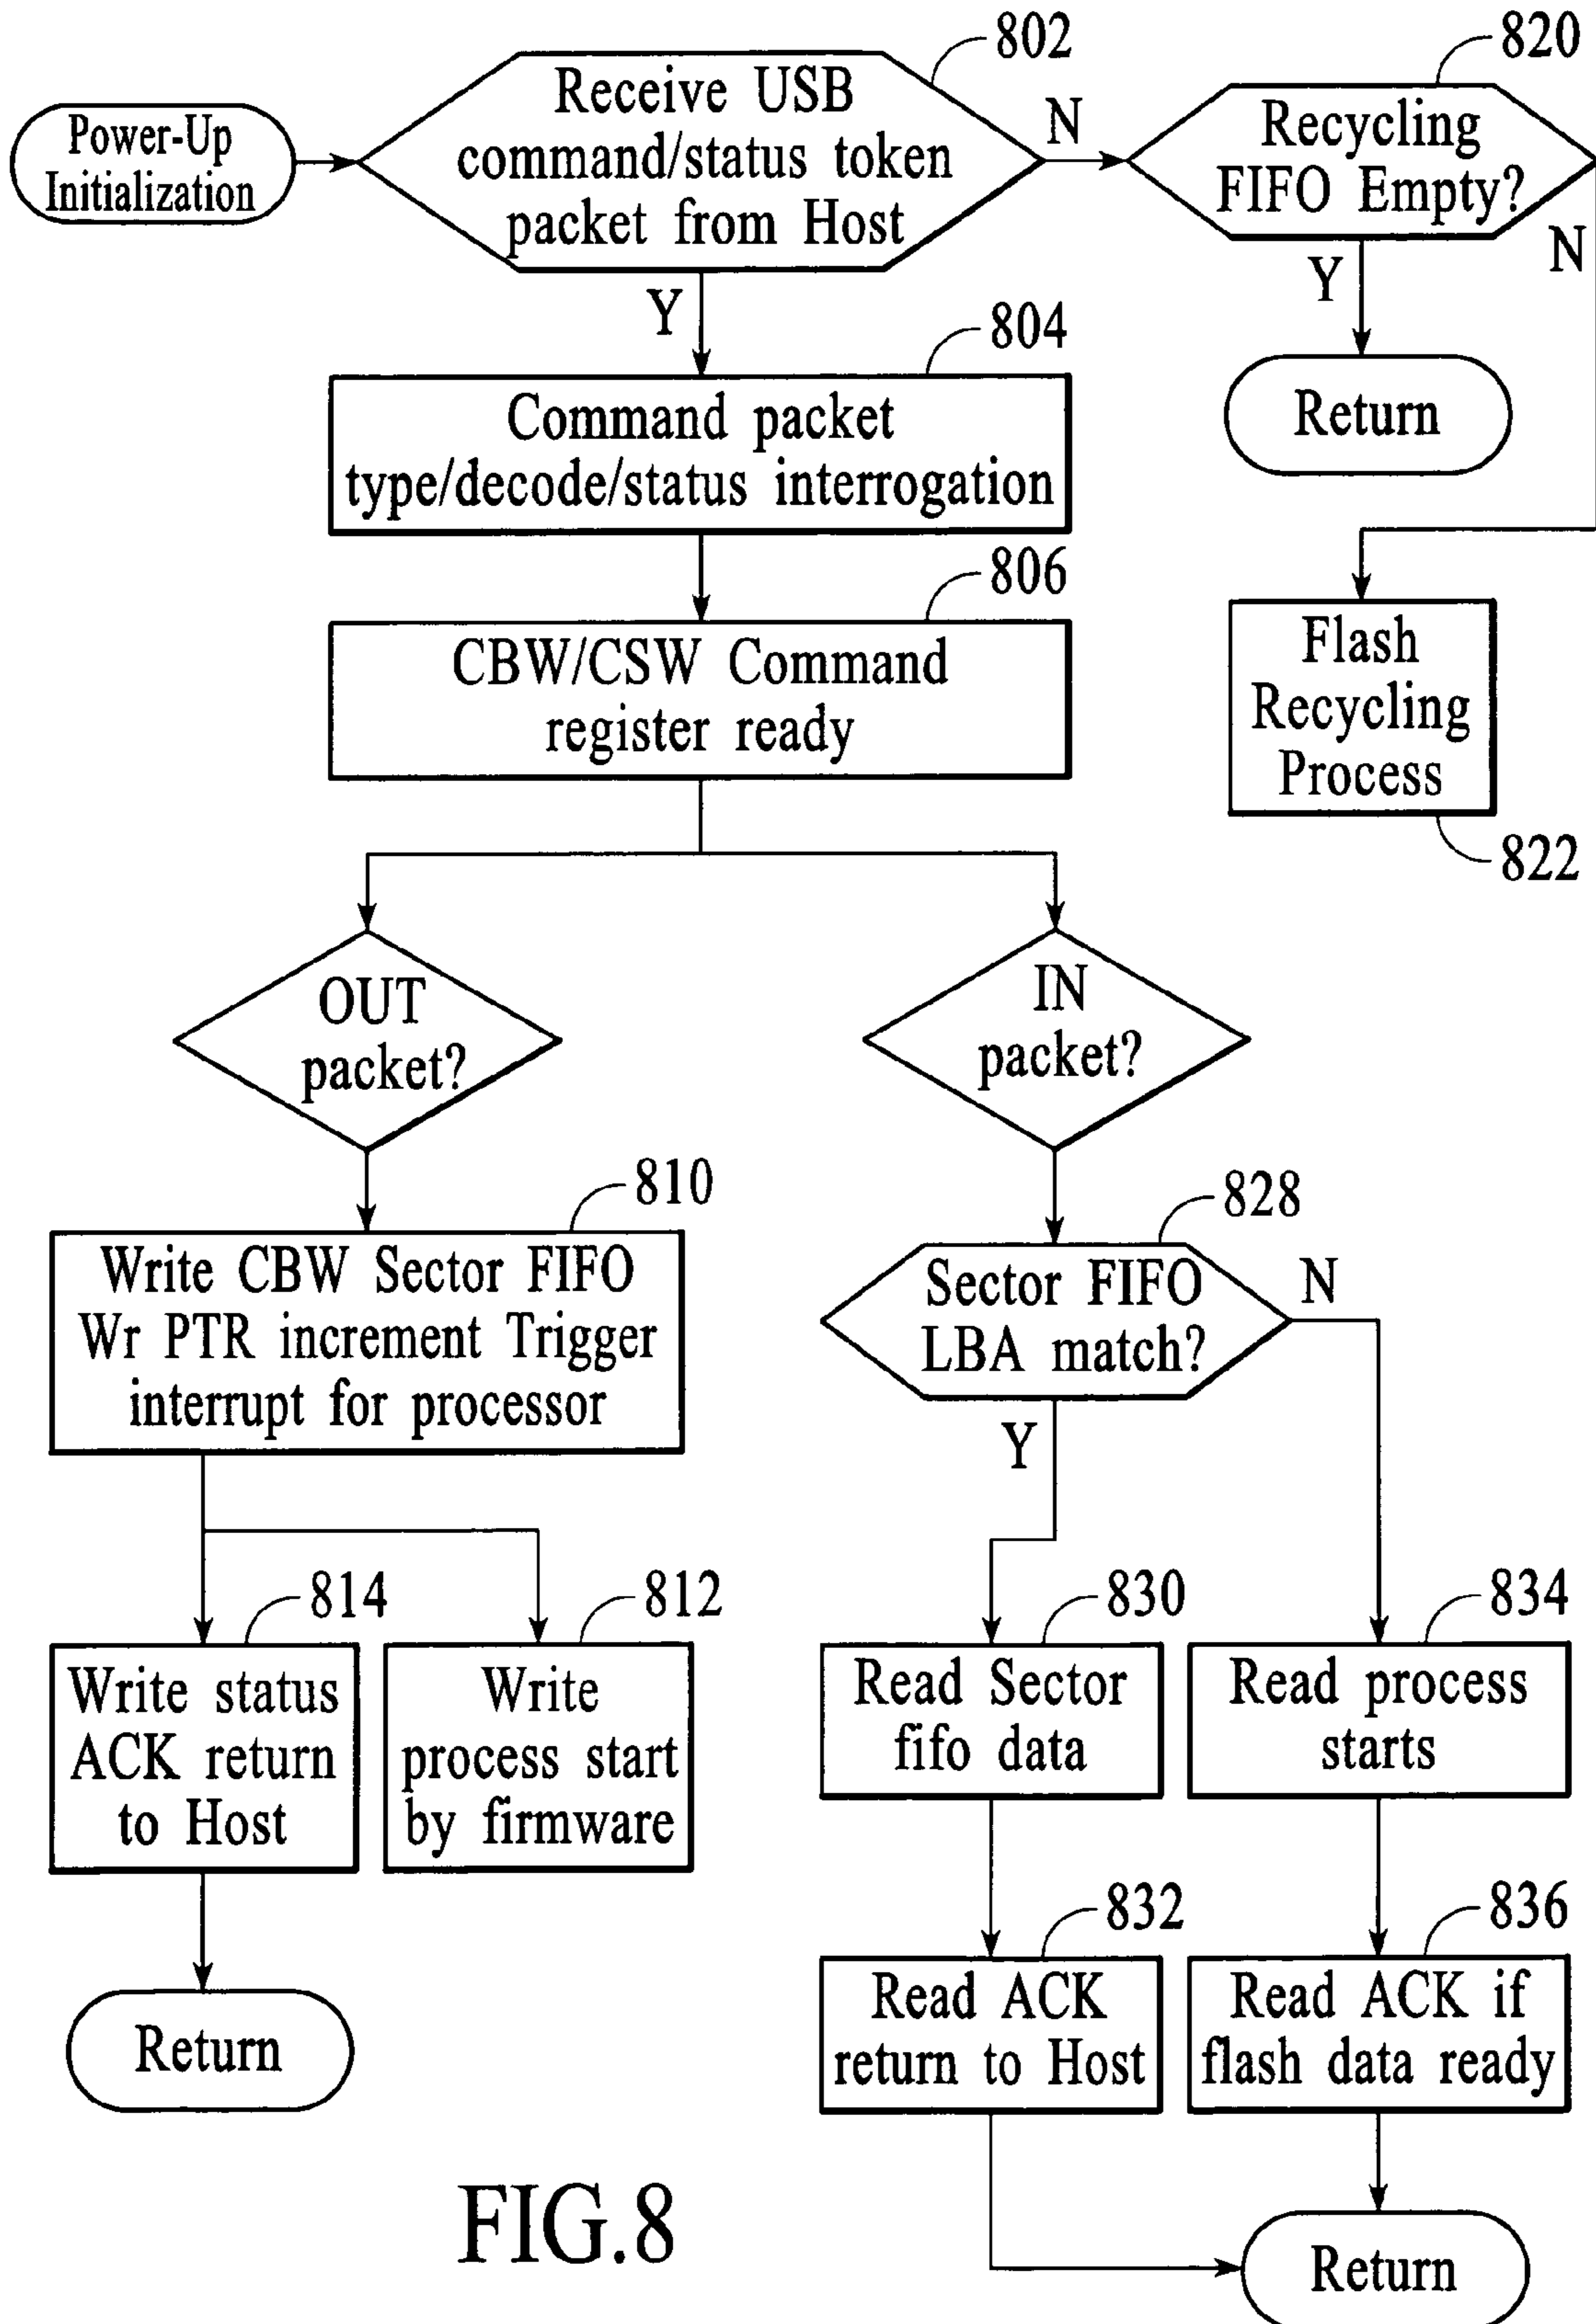 802
820
Power-Up
Initialization
Receive USB
command/status token
packet from Host
N
Recycling
FIFO Empty?
N
Y
Y
804
Return
Command packet
type/decode/status interrogation
806
CBW/CSW Command
register ready
Flash
Recycling
Process
822
OUT
packet?
IN
packet?
810
828
Write CBW Sector FIFO
Wr PTR increment Trigger
interrupt for processor
Sector FIFO
LBA match?
N
Y
814
812
830
834
Write status
ACK return
to Host
Write
process start
by firmware
Read Sector
fifo data
Read process
starts
832
836
Return
Read ACK
return to Host
Read ACK if
flash data ready
FIG.8
Return